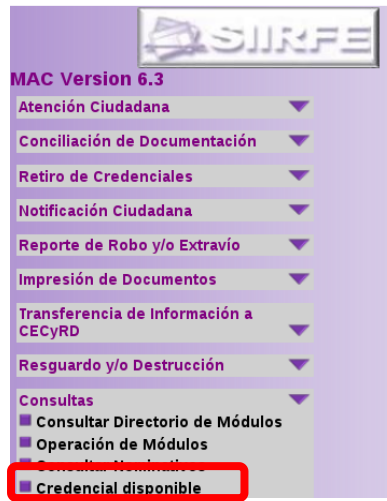 SIIRFE
MAC Version 6.3
Atención Ciudadana
Conciliación de Documentación
Retiro de Credenciales
Notificación Ciudadana
Reporte de Robo y/o Extravío
Impresión de Documentos
Transferencia de Información a
CECyRD
Resguardo y/o Destrucción
Consultas
Consultar Directorio de Módulos
Operación de Módulos
Consultar Nominativos
Credencial disponible